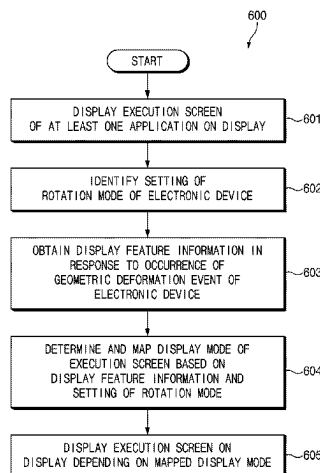 600
START
DISPLAY EXECUTION SCREEN
OF AT LEAST ONE APPLICATION ON DISPLAY
601
IDENTIFY SETTING OF
ROTATION MODE OF ELECTRONIC DEVICE
602
OBTAIN DISPLAY FEATURE INFORMATION IN
RESPONSE TO OCCURRENCE OF
GEOMETRIC DEFORMATION EVENT OF
ELECTRONIC DEVICE
603
DETERMINE AND MAP DISPLAY MODE OF
EXECUTION SCREEN BASED ON
DISPLAY FEATURE INFORMATION AND
SETTING OF ROTATION MODE
604
DISPLAY EXECUTION SCREEN ON
DISPLAY DEPENDING ON MAPPED DISPLAY MODE
605